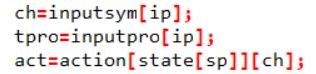 ch=inputsym[ip];
tpro=inputpro[ip];
act=action[state[sp]][ch];